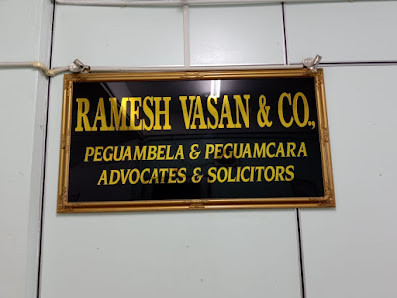 RAMESH VASAN & CO.,
PEGUAMBELA & PEGUAMCARA
ADVOCATES & SOLICITORS